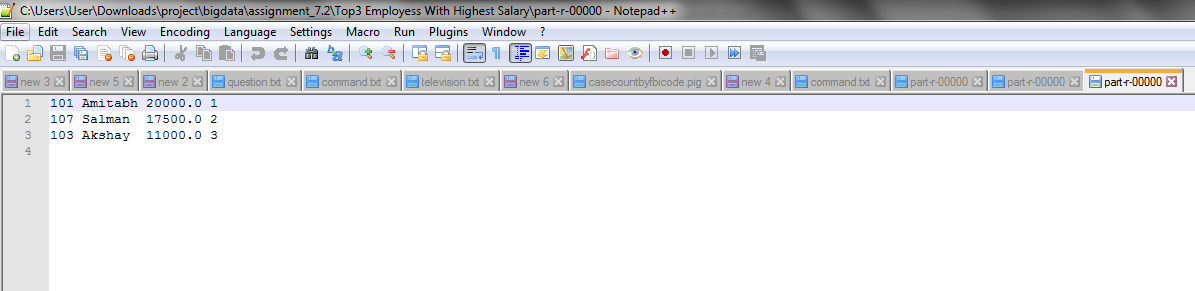 C:\Users\User\Downloads\project\bigdata\assignment_7.2\Top3 Employess With Highest Salary\part-r-00000 - Notepad++
File Edit Search View Encoding Language Settings Macro Run Plugins Window ?
new 3 new 5 new 2 question.txt command.txt television.txt new 6 casecountbyfbicode.pig new 4 command.txt part-r-00000 part-r-00000 part-r-00000
1 101 Amitabh 20000.0 1
2 107 Salman 17500.0 2
3 103 Akshay 11000.0 3
4